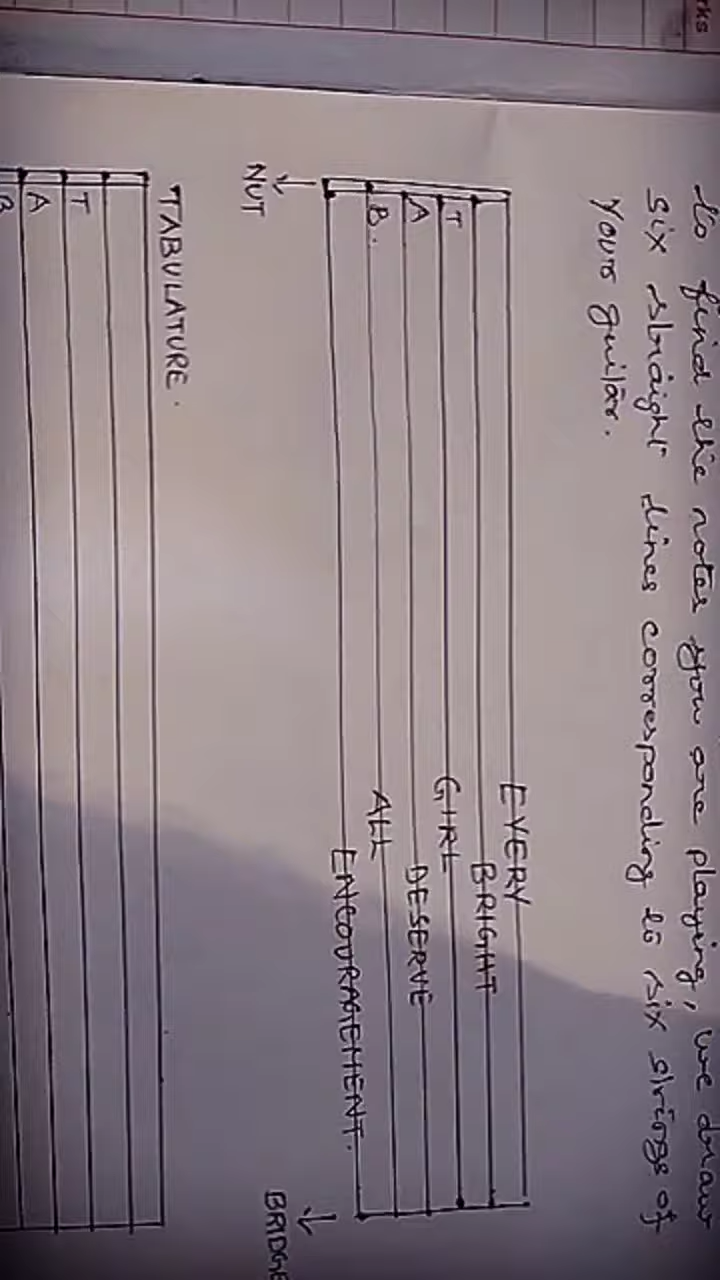 rks
to find the notes you are playing, we draw
six straight lines corresponding to six strings of
your guitar.
EVERY
BRIGHT
T GIRL
A DESERVE
B. ALL
ENCOURAGEMENT.
NUT BRIDGE
TABULATURE.
T
A
B